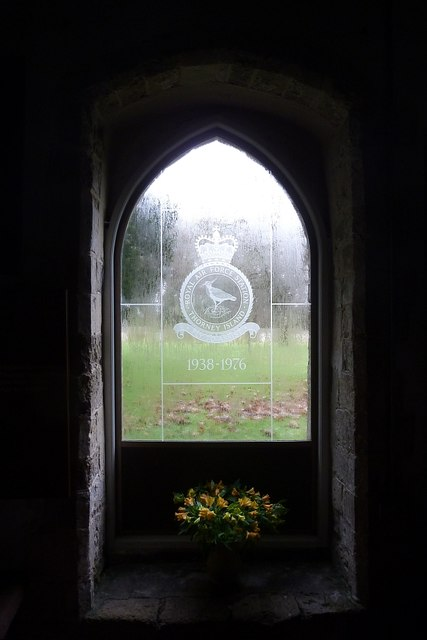 ROYAL AIR FORCE STATION
THORNEY ISLAND
1938-1976